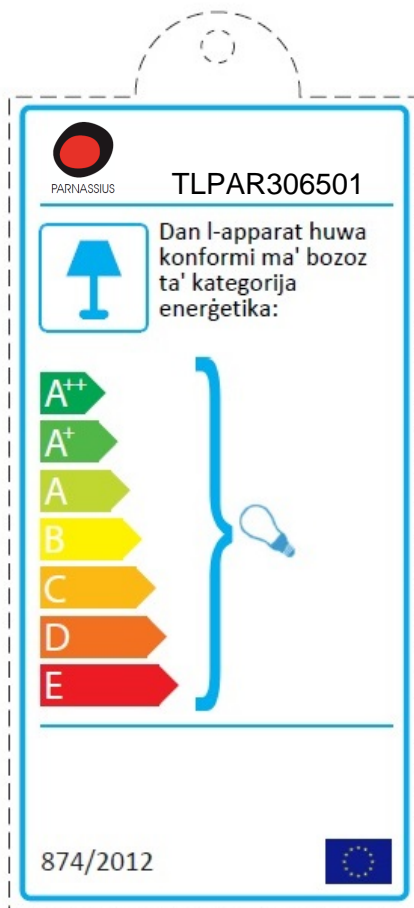 PARNASSIUS
TLPAR306501
Dan l-apparat huwa
konformi ma' bozoz
ta' kategorija
enerġetika:
A++
A+
A
B
C
D
E
874/2012